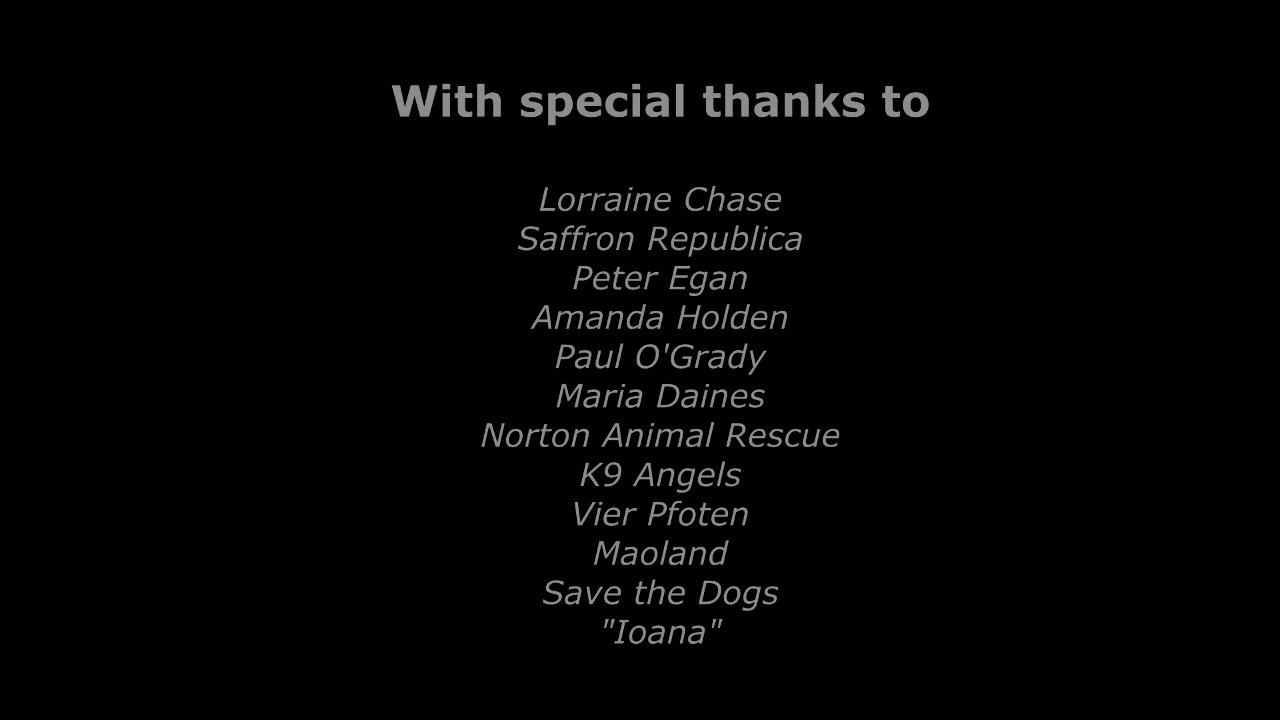 With special thanks to
Lorraine Chase
Saffron Republica
Peter Egan
Amanda Holden
Paul O'Grady
Maria Daines
Norton Animal Rescue
K9 Angels
Vier Pfoten
Maoland
Save the Dogs
"Ioana"